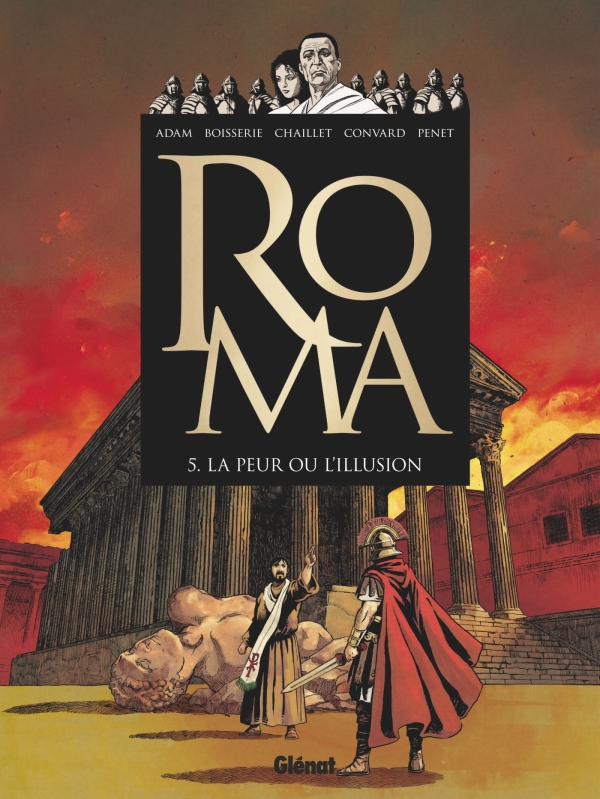 ADAM BOISSERIE CHAILLET CONVARD PENET
RO
MA
5. LA PEUR OU L'ILLUSION
Glénat